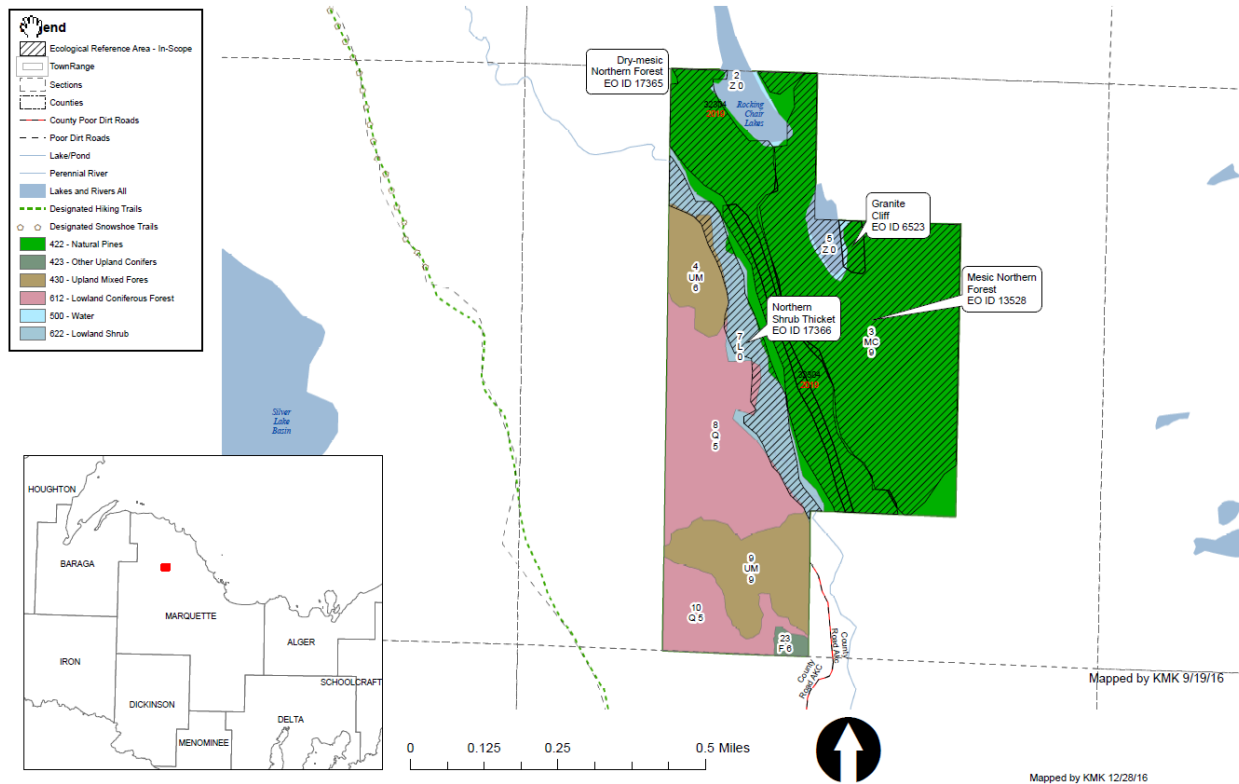 end
Ecological Reference Area - In-Scope
TownRange
Sections
Counties
County Poor Dirt Roads
Poor Dirt Roads
Lake/Pond
Perennial River
Lakes and Rivers All
Designated Hiking Trails
Designated Snowshoe Trails
422 - Natural Pines
423 - Other Upland Conifers
430 - Upland Mixed Fores
612 - Lowland Coniferous Forest
500 - Water
622 - Lowland Shrub
Dry-mesic
Northern Forest
EO ID 17365
2
Z 0
Rocking
Chair
Lakes
Granite
Cliff
EO ID 6523
5
Z 0
4
UM
6
Mesic Northern
Forest
EO ID 13528
Northern
Shrub Thicket
EO ID 17366
3
MC
9
7
L
0
8
Q
5
Silver
Lake
Basin
9
UM
9
10
Q 5
23
F 6
County
Road AKC
County
Road AKC
HOUGHTON
BARAGA
MARQUETTE
ALGER
IRON
SCHOOLCRAFT
DICKINSON
DELTA
MENOMINEE
0 0.125 0.25 0.5 Miles
Mapped by KMK 9/19/16
Mapped by KMK 12/28/16